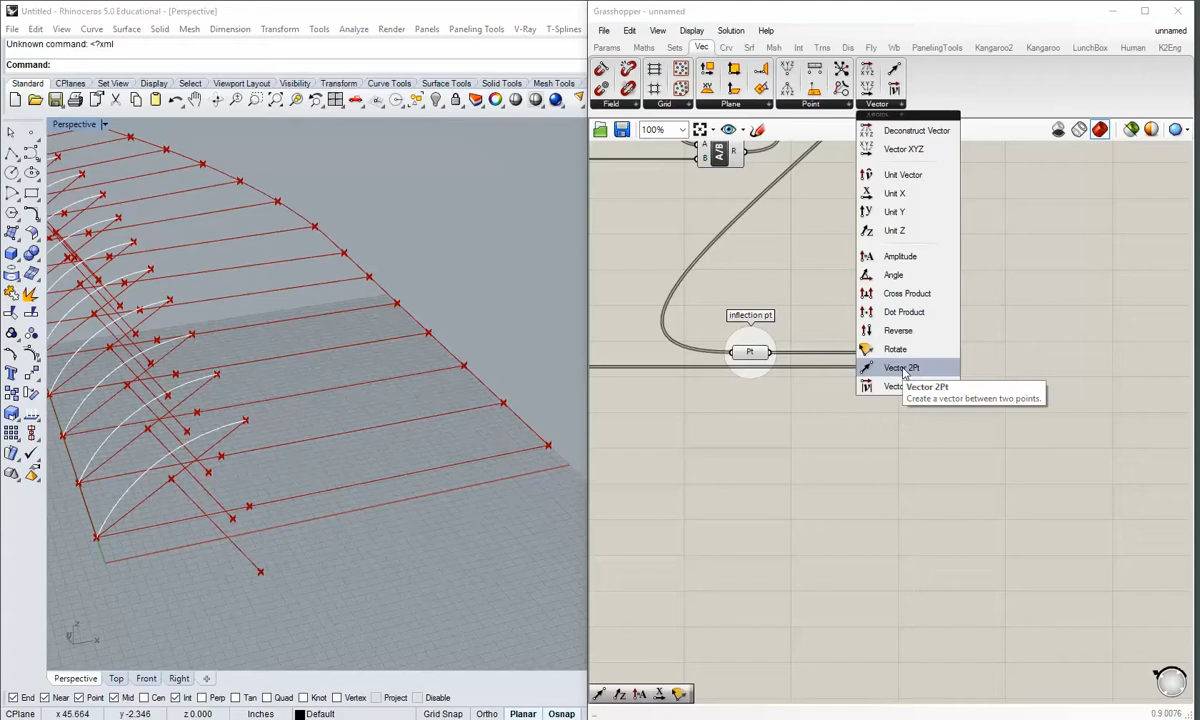 Untitled - Rhinoceros 5.0 Educational - [Perspective]
File Edit View Curve Surface Solid Mesh Dimension Transform Tools Analyze Render Panels V-Ray T-Splines
Unknown command: <?xml
Command:
Standard CPlanes Set View Display Select Viewport Layout Visibility Transform Curve Tools Surface Tools Solid Tools Mesh Tools
Perspective
z
y
x
Perspective Top Front Right
End Near Point Mid Cen Int Perp Tan Quad Knot Vertex Project Disable
CPlane x 45.664 y -2.346 z 0.000 Inches Default Grid Snap Ortho Planar Osnap
Grasshopper - unnamed
File Edit View Display Solution Help unnamed
Params Maths Sets Vec Crv Srf Msh Int Trns Dis Fly Wb PanelingTools Kangaroo2 Kangaroo LunchBox Human K2Eng
Field Grid Plane Point Vector
100%
A
B
A/B
R
inflection pt
Pt
Deconstruct Vector
Vector XYZ
Unit Vector
Unit X
Unit Y
Unit Z
Amplitude
Angle
Cross Product
Dot Product
Reverse
Rotate
Vector 2Pt
Vector 2Pt
Create a vector between two points.
0.9.0076